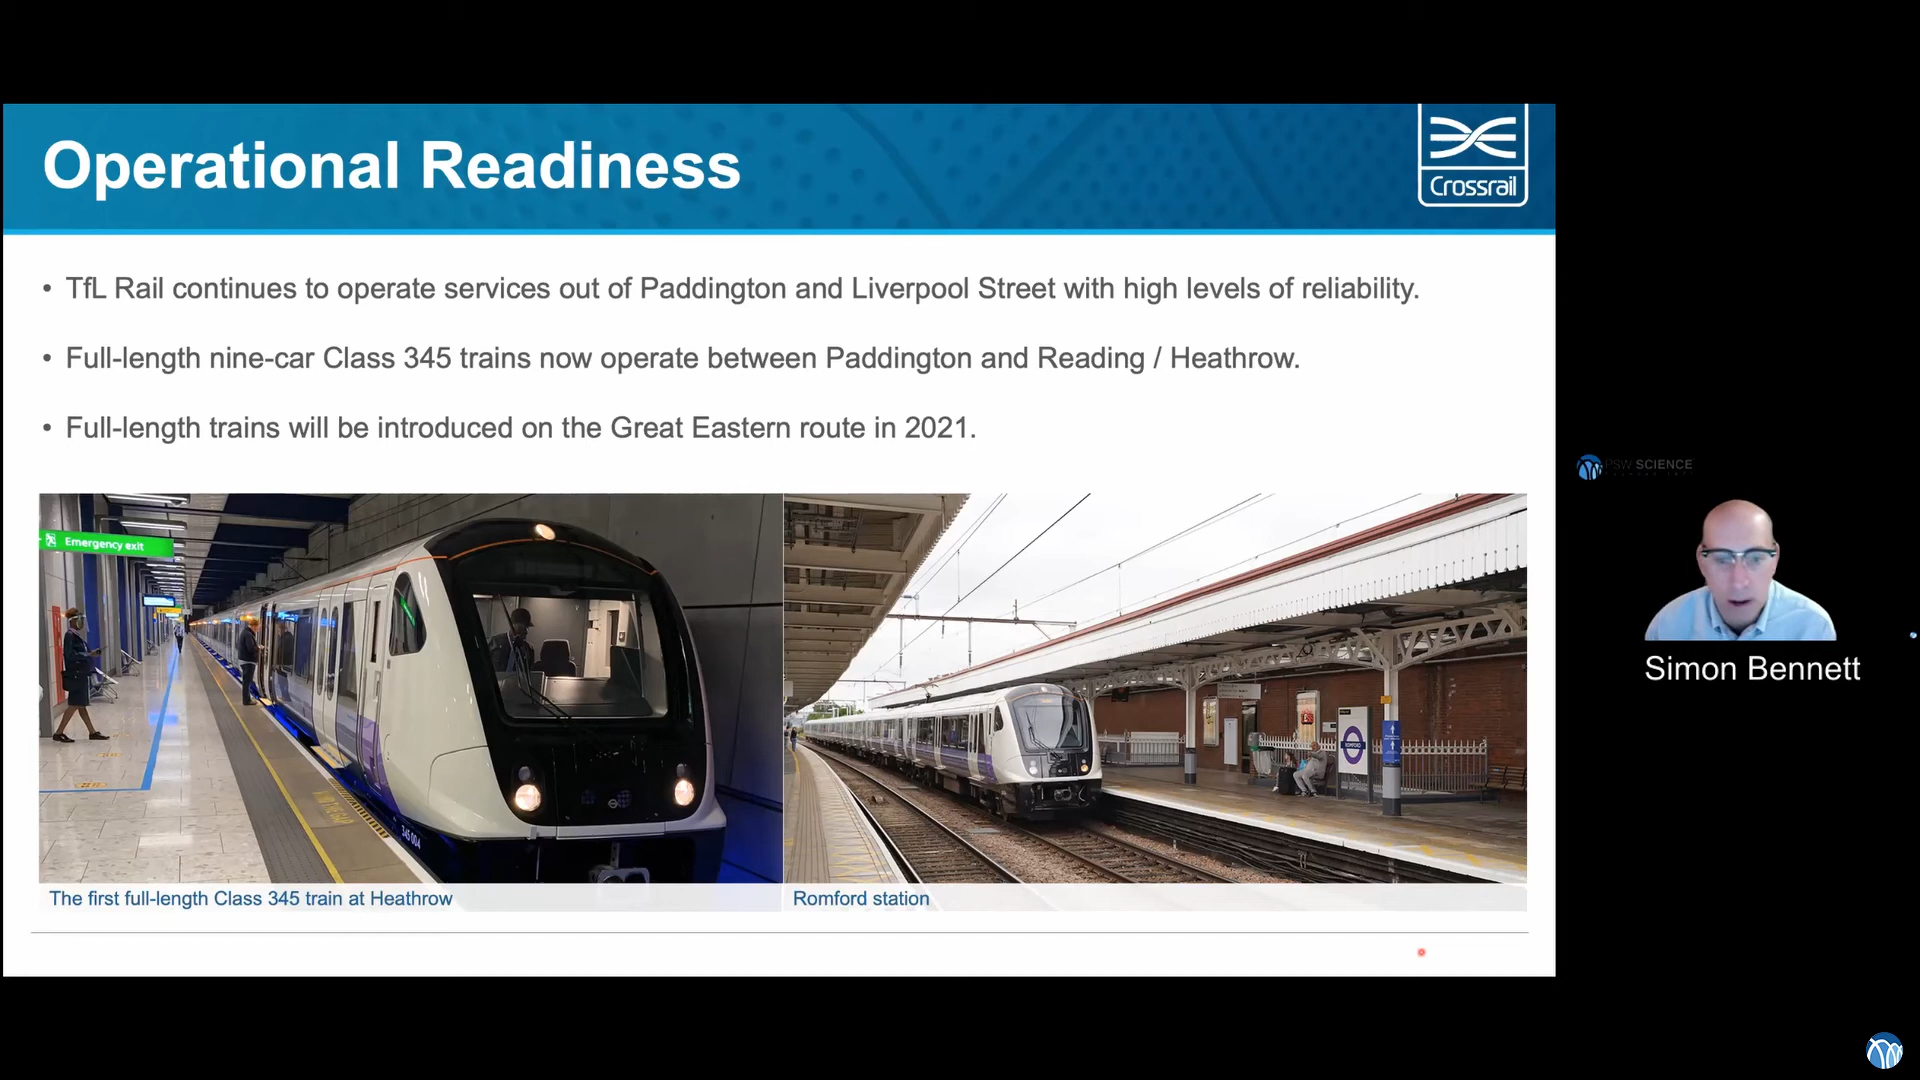 Operational Readiness
Crossrail
• TfL Rail continues to operate services out of Paddington and Liverpool Street with high levels of reliability.
• Full-length nine-car Class 345 trains now operate between Paddington and Reading / Heathrow.
• Full-length trains will be introduced on the Great Eastern route in 2021.
Emergency exit
345 004
ROMFORD
The first full-length Class 345 train at Heathrow
Romford station
PSW SCIENCE
Simon Bennett